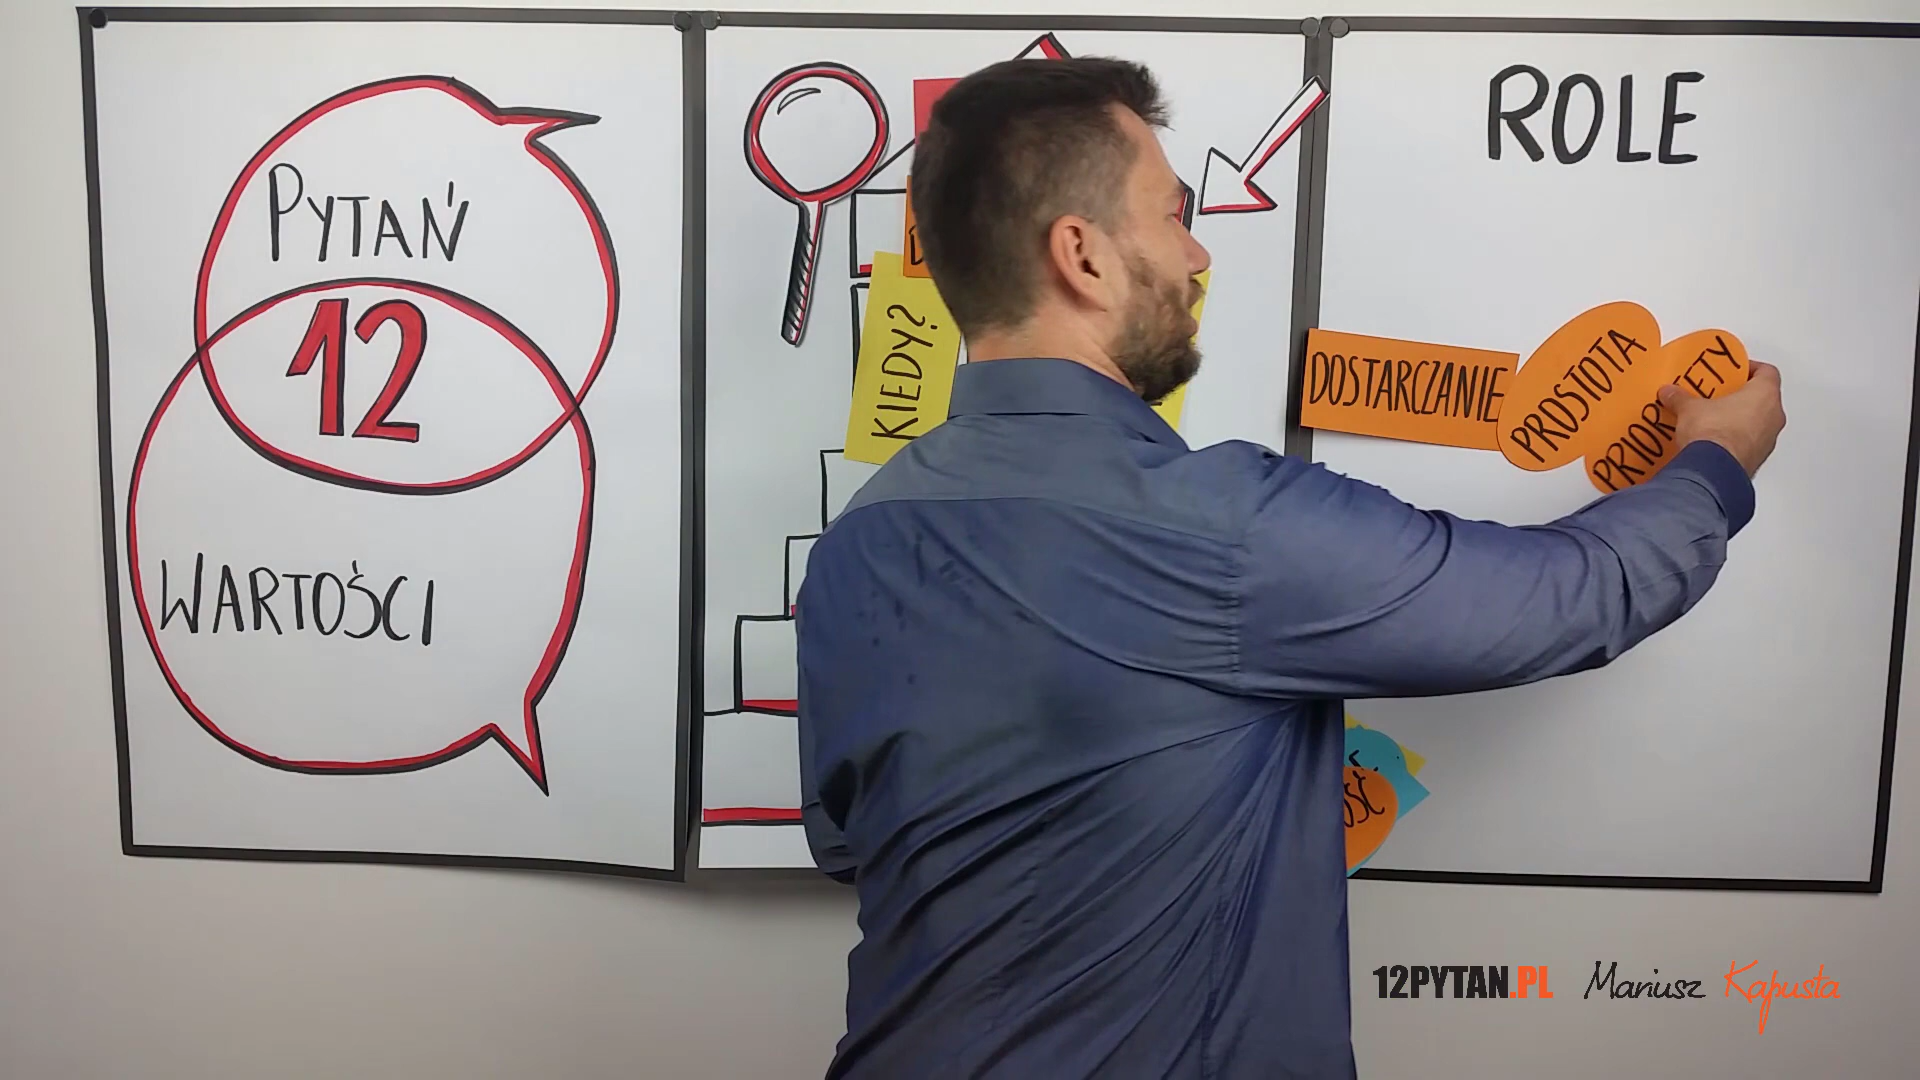 PYTAŃ
12
WARTOŚCI
KIEDY?
ROLE
DOSTARCZANIE
PROSTOTA
12PYTAN.PL Mariusz Kapusta